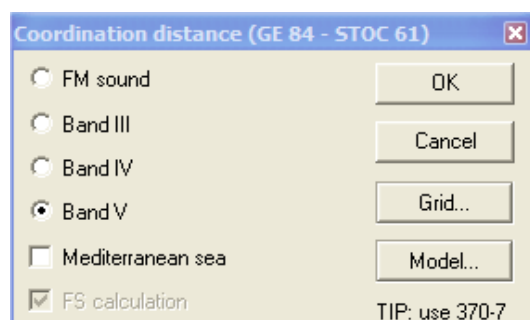 Coordination distance (GE 84 - STOC 61)
FM sound
OK
Band III
Cancel
Band IV
Band V
Grid...
Mediterranean sea
Model...
FS calculation
TIP: use 370-7